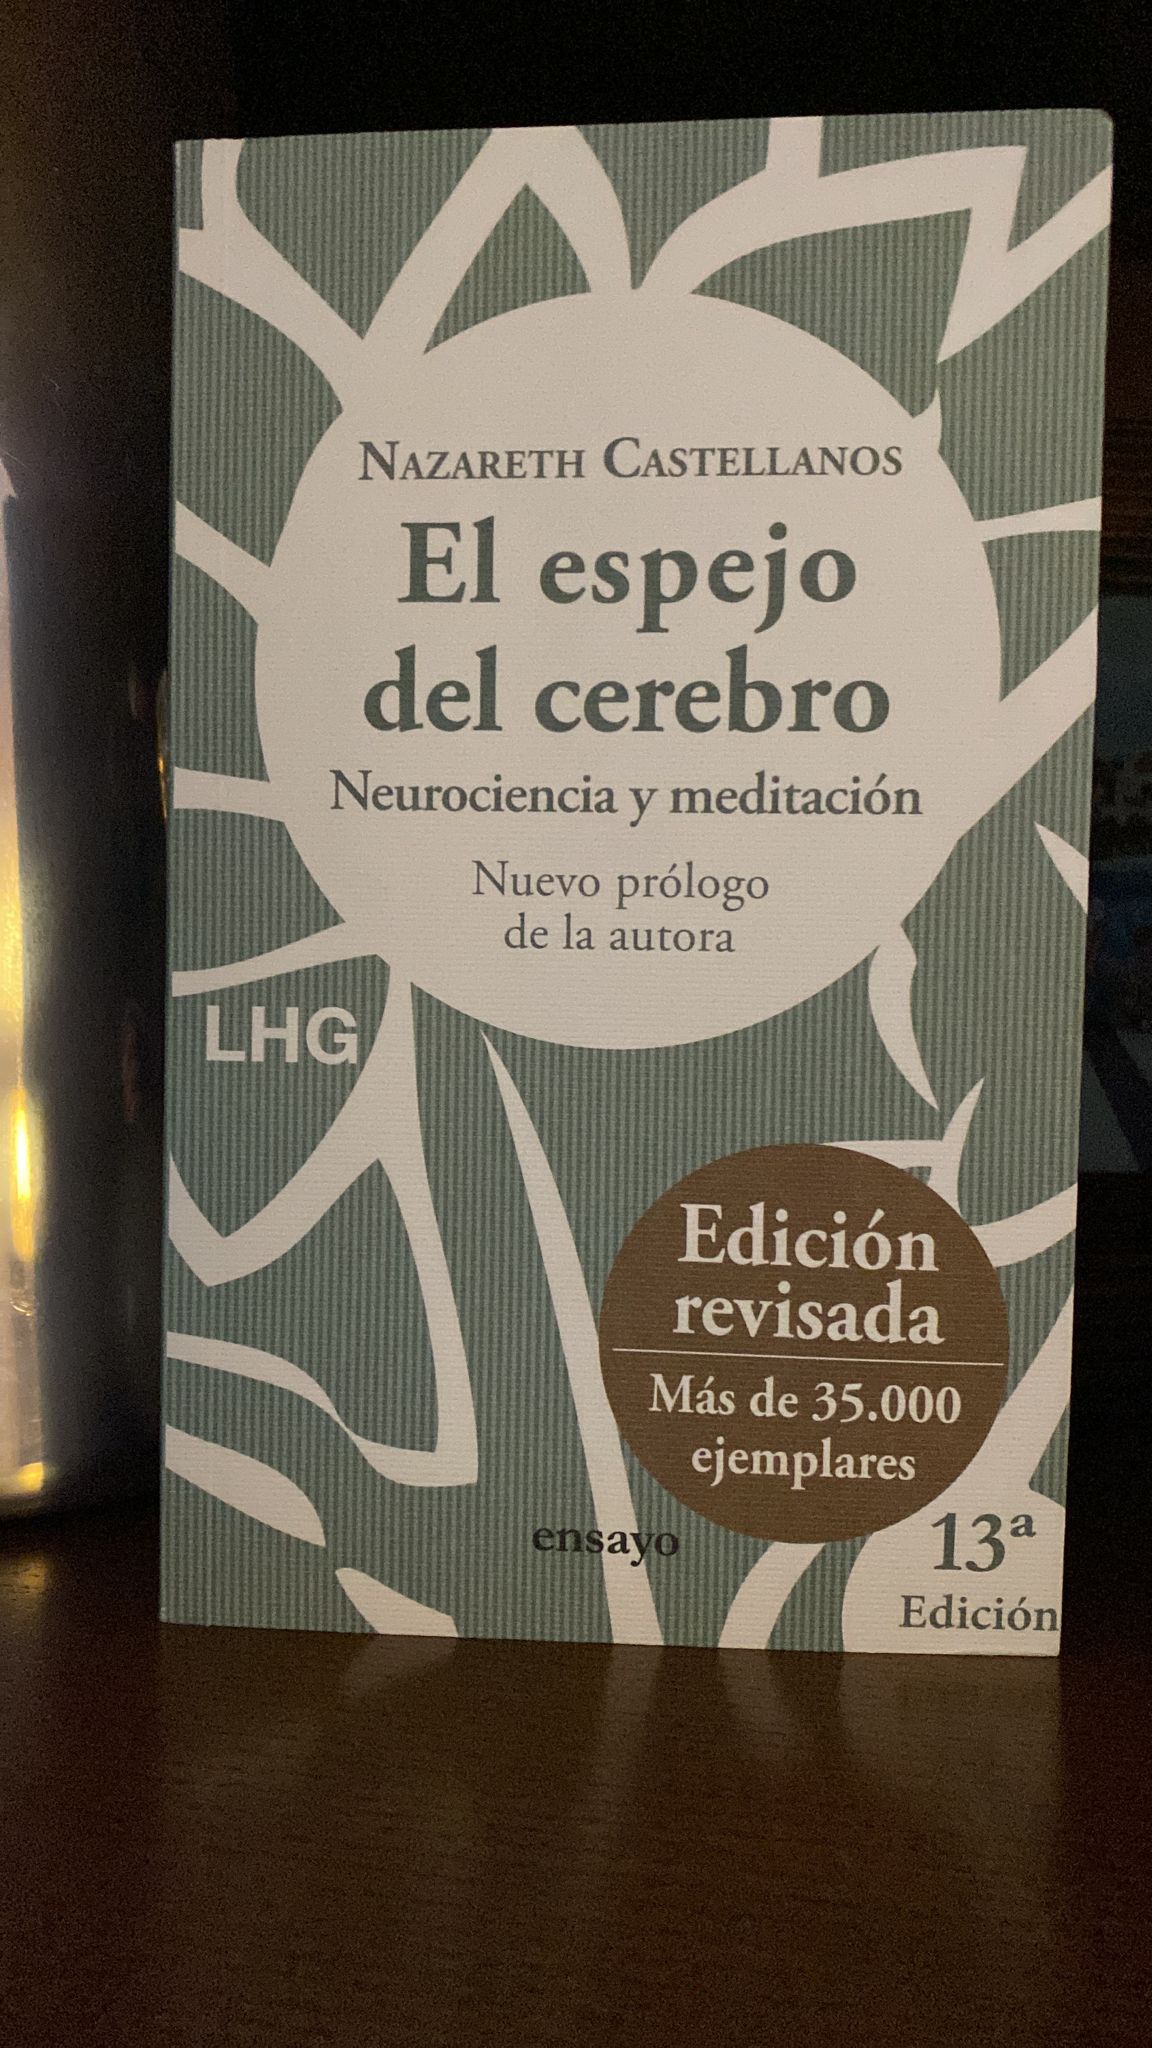 NAZARETH CASTELLANOS
El espejo
del cerebro
Neurociencia y meditación
Nuevo prólogo
de la autora
LHG
Edición
revisada
Más de 35.000
ejemplares
ensayo
13ª
Edición